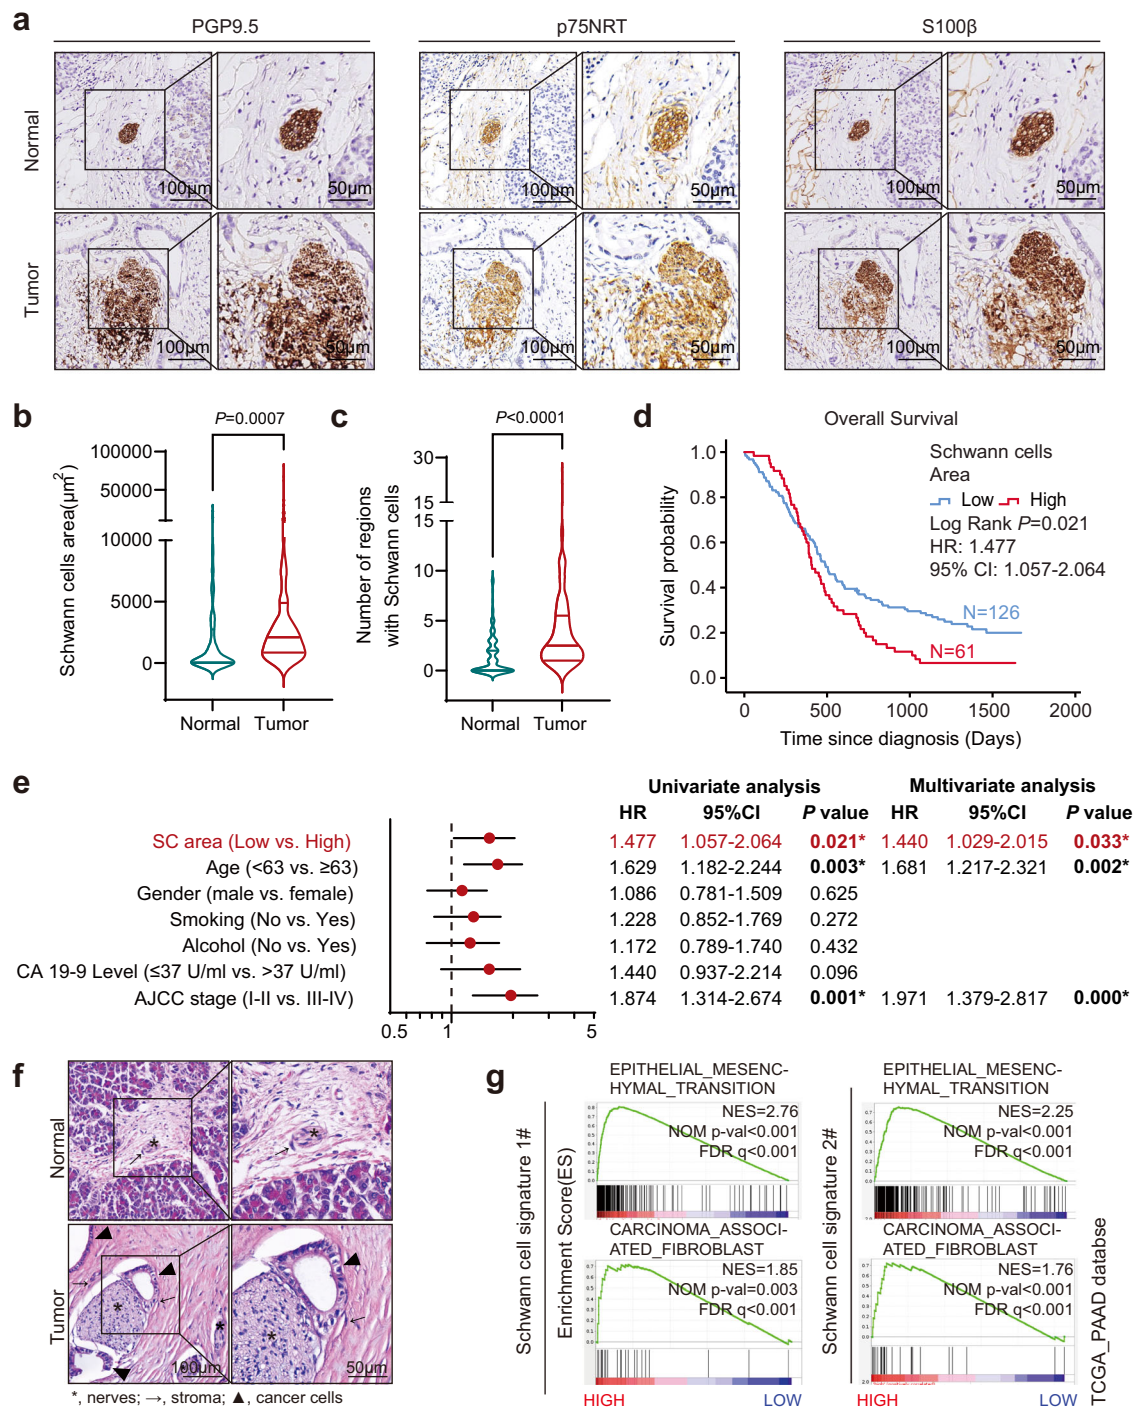 a
PGP9.5
p75NRT
S100β
Normal
100μm
50μm
100μm
50μm
100μm
50μm
Tumor
100μm
50μm
100μm
50μm
100μm
50μm
b
P=0.0007
Schwann cells area(μm²)
100000
50000
10000
5000
0
Normal
Tumor
c
P<0.0001
Number of regions
with Schwann cells
30
15
15
10
5
0
Normal
Tumor
d
Overall Survival
Schwann cells
Area
Low
High
Log Rank P=0.021
HR: 1.477
95% CI: 1.057-2.064
N=126
N=61
Survival probability
1.0
0.8
0.6
0.4
0.2
0.0
0
500
1000
1500
2000
Time since diagnosis (Days)
e
Univariate analysis
Multivariate analysis
HR 95%CI P value HR 95%CI P value
SC area (Low vs. High) 1.477 1.057-2.064 0.021* 1.440 1.029-2.015 0.033*
Age (<63 vs. ≥63) 1.629 1.182-2.244 0.003* 1.681 1.217-2.321 0.002*
Gender (male vs. female) 1.086 0.781-1.509 0.625
Smoking (No vs. Yes) 1.228 0.852-1.769 0.272
Alcohol (No vs. Yes) 1.172 0.789-1.740 0.432
CA 19-9 Level (≤37 U/ml vs. >37 U/ml) 1.440 0.937-2.214 0.096
AJCC stage (I-II vs. III-IV) 1.874 1.314-2.674 0.001* 1.971 1.379-2.817 0.000*
0.5 1 5
f
Normal
*
→
*
→
Tumor
*
*
*
100μm
50μm
*, nerves; →, stroma; ▲, cancer cells
g
Schwann cell signature 1#
Enrichment Score(ES)
EPITHELIAL_MESENC-
HYMAL_TRANSITION
NES=2.76
NOM p-val<0.001
FDR q<0.001
CARCINOMA_ASSOCI-
ATED_FIBROBLAST
NES=1.85
NOM p-val=0.003
FDR q<0.001
HIGH
LOW
Schwann cell signature 2#
EPITHELIAL_MESENC-
HYMAL_TRANSITION
NES=2.25
NOM p-val<0.001
FDR q<0.001
CARCINOMA_ASSOCI-
ATED_FIBROBLAST
NES=1.76
NOM p-val<0.001
FDR q<0.001
HIGH
LOW
TCGA_PAAD databse